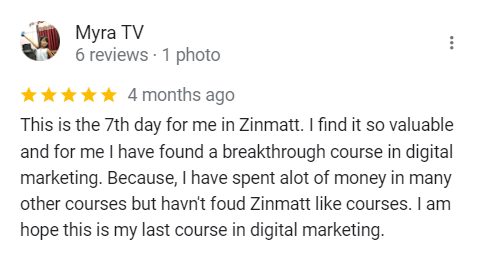 Myra TV
6 reviews · 1 photo
4 months ago
This is the 7th day for me in Zinmatt. I find it so valuable
and for me I have found a breakthrough course in digital
marketing. Because, I have spent alot of money in many
other courses but havn't foud Zinmatt like courses. I am
hope this is my last course in digital marketing.